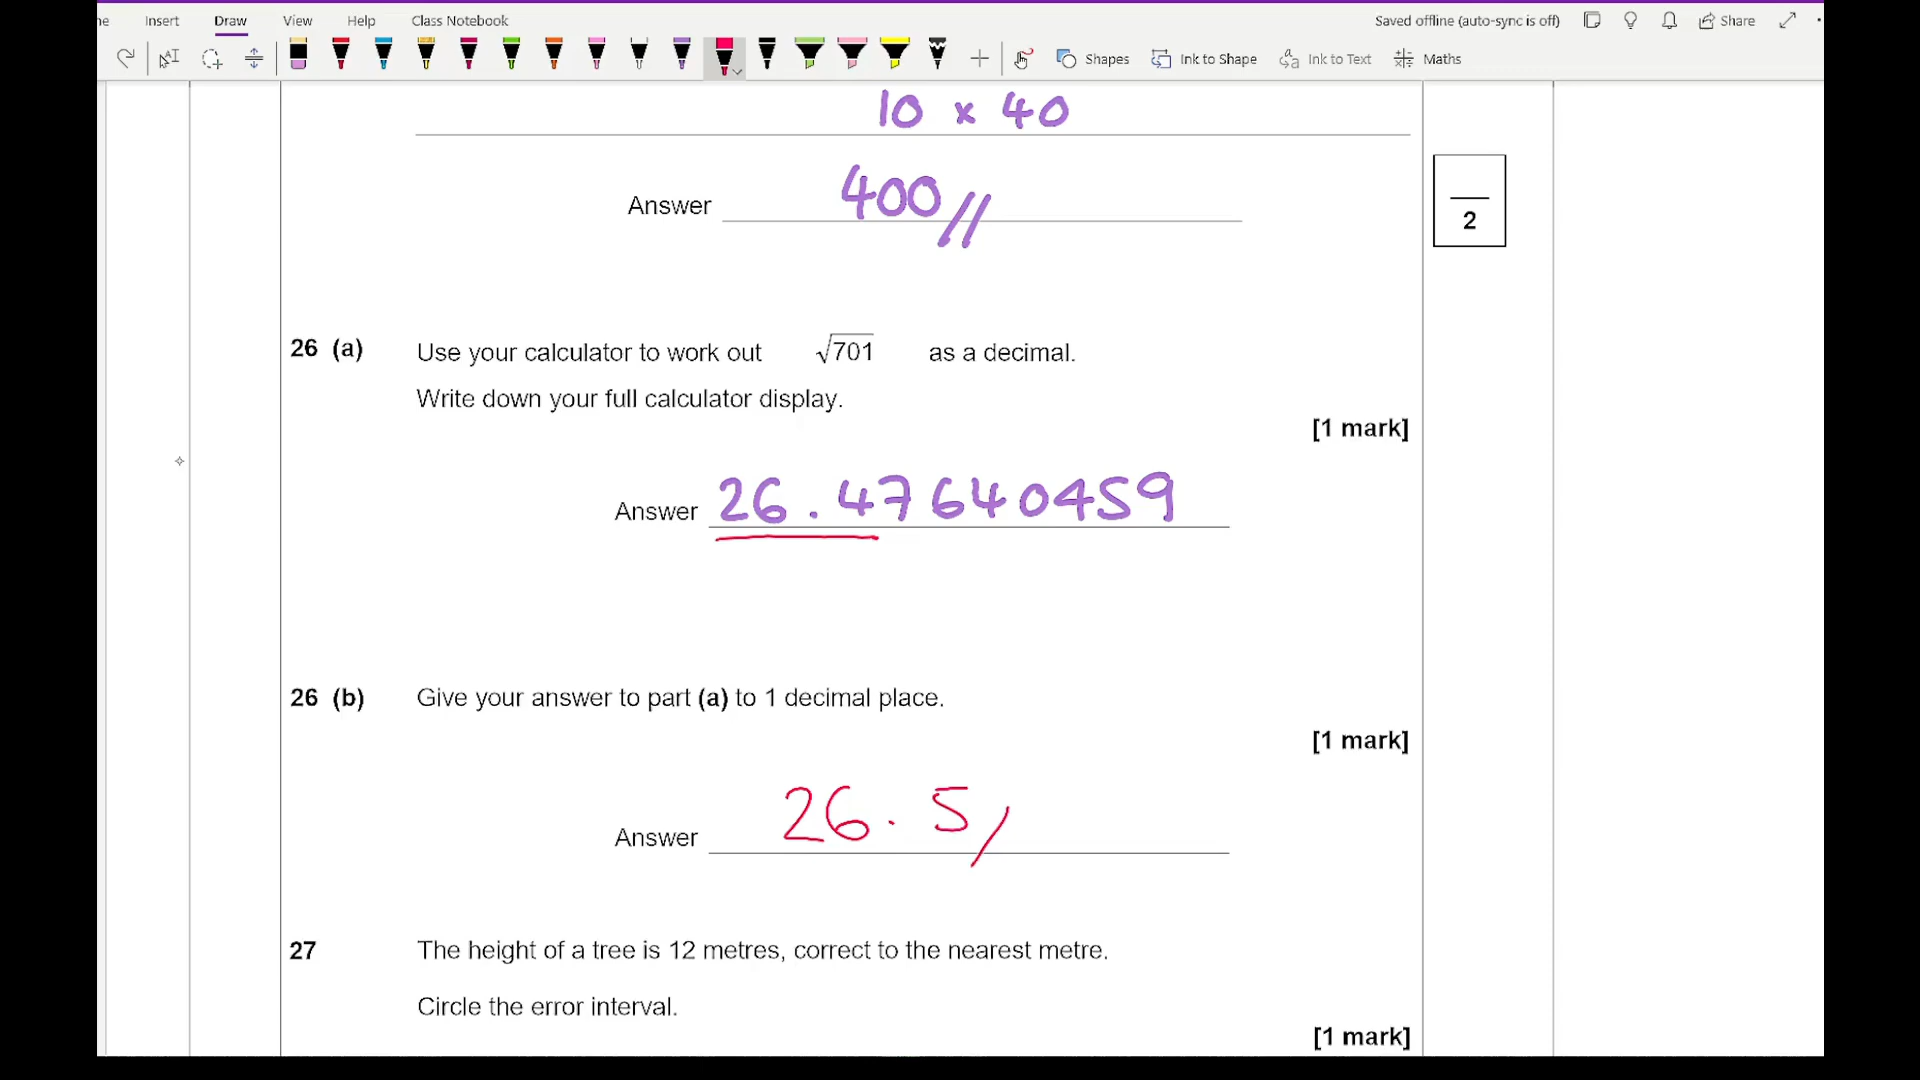 Insert Draw View Help Class Notebook Saved offline (auto-sync is off) Share
Shapes Ink to Shape Ink to Text Maths
10 x 40
Answer 400//
2
26 (a) Use your calculator to work out √701 as a decimal.
Write down your full calculator display.
[1 mark]
Answer 26.47640459
26 (b) Give your answer to part (a) to 1 decimal place.
[1 mark]
Answer 26.5/
27 The height of a tree is 12 metres, correct to the nearest metre.
Circle the error interval.
[1 mark]